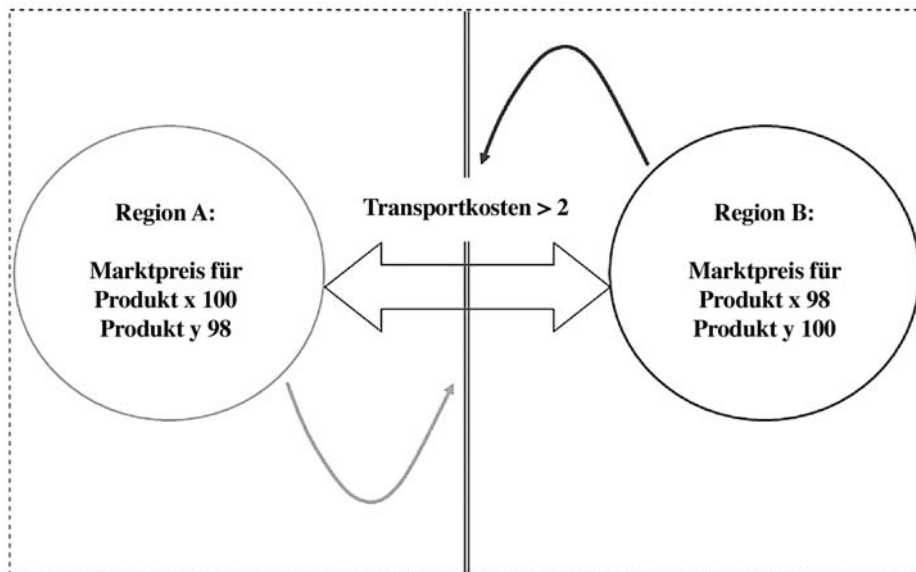 Region A:
Marktpreis für
Produkt x 100
Produkt y 98
Transportkosten > 2
Region B:
Marktpreis für
Produkt x 98
Produkt y 100